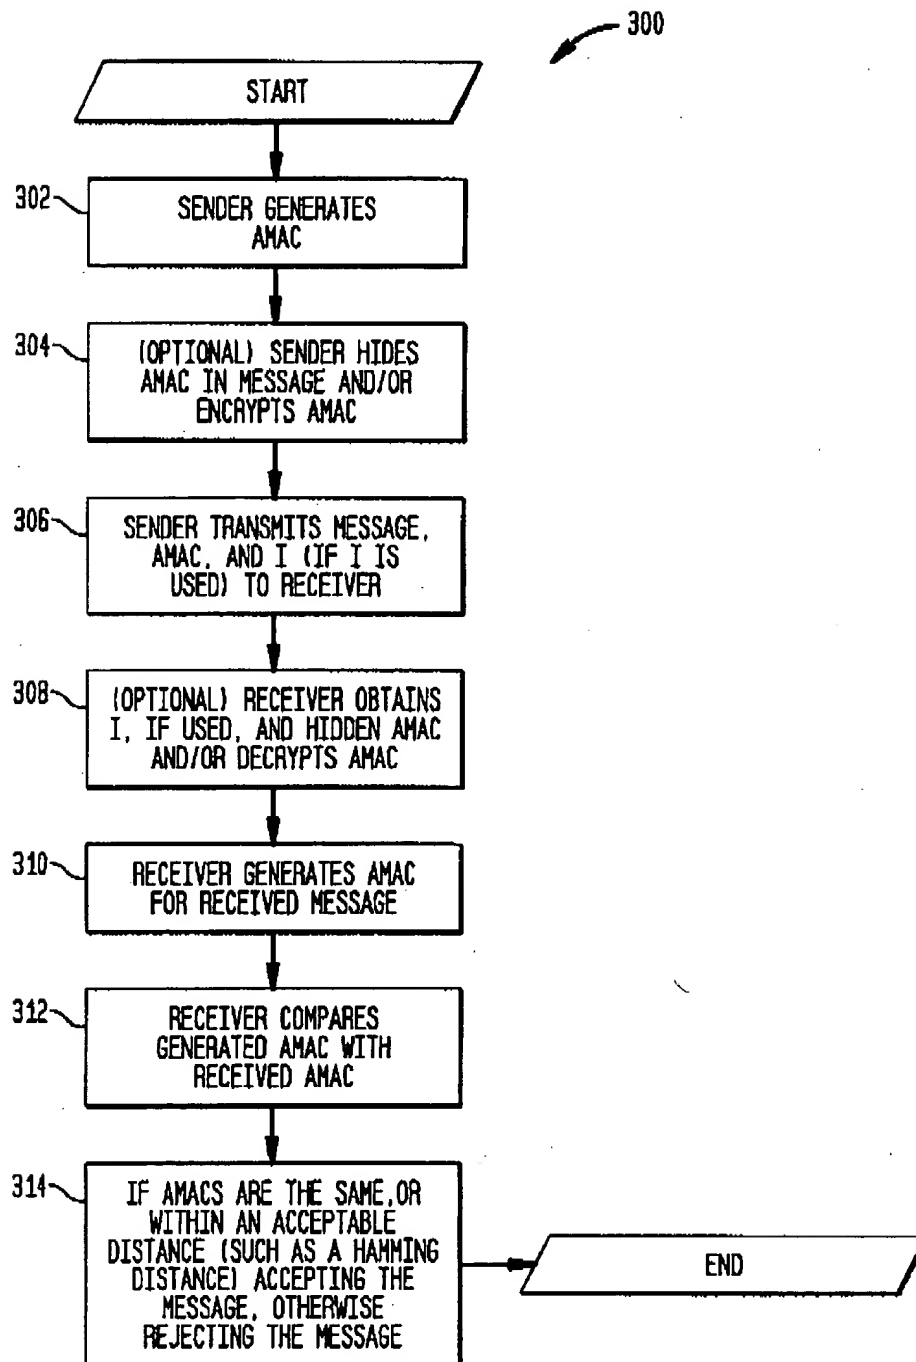 300
START
302
SENDER GENERATES
AMAC
304
(OPTIONAL) SENDER HIDES
AMAC IN MESSAGE AND/OR
ENCRYPTS AMAC
306
SENDER TRANSMITS MESSAGE,
AMAC, AND I (IF I IS
USED) TO RECEIVER
308
(OPTIONAL) RECEIVER OBTAINS
I, IF USED, AND HIDDEN AMAC
AND/OR DECRYPTS AMAC
310
RECEIVER GENERATES AMAC
FOR RECEIVED MESSAGE
312
RECEIVER COMPARES
GENERATED AMAC WITH
RECEIVED AMAC
314
IF AMACS ARE THE SAME,OR
WITHIN AN ACCEPTABLE
DISTANCE (SUCH AS A HAMMING
DISTANCE) ACCEPTING THE
MESSAGE, OTHERWISE
REJECTING THE MESSAGE
END